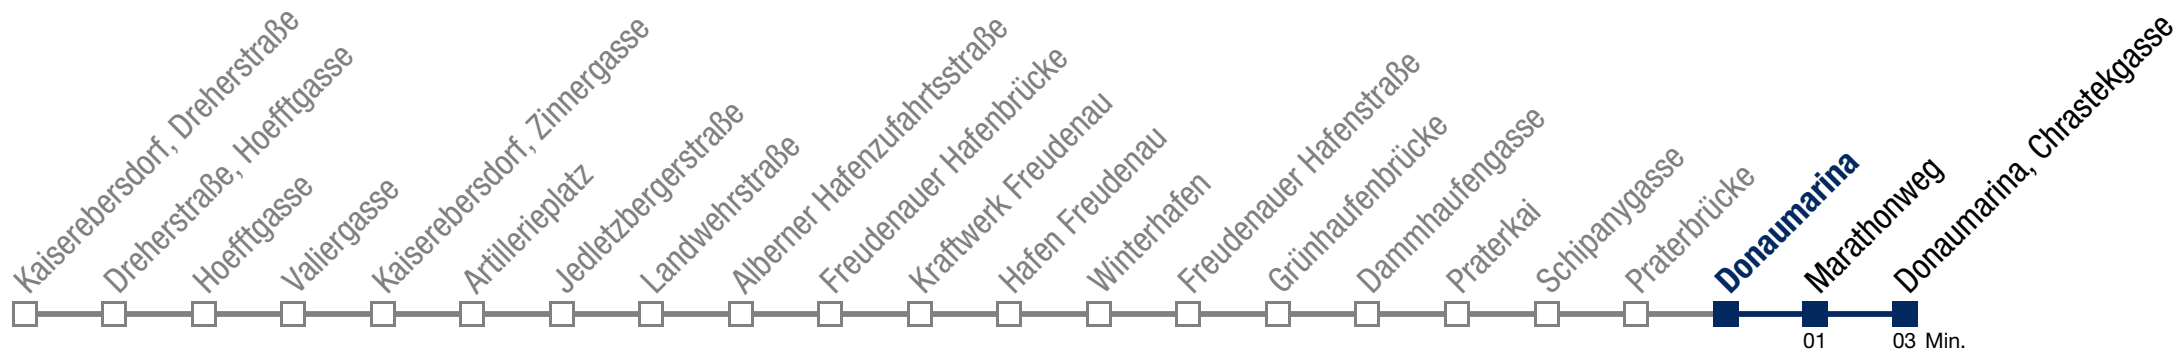 Kaiserebersdorf, Dreherstraße
Dreherstraße, Hoefftgasse
Hoefftgasse
Valiergasse
Kaiserebersdorf, Zinnergasse
Artillerieplatz
Jedletzbergerstraße
Landwehrstraße
Alberner Hafenzufahrtsstraße
Freudenauer Hafenbrücke
Kraftwerk Freudenau
Hafen Freudenau
Winterhafen
Freudenauer Hafenstraße
Grünhaufenbrücke
Dammhaufengasse
Praterkai
Schipanygasse
Praterbrücke
Donaumarina
Marathonweg
Donaumarina, Chrastekgasse
01
03 Min.